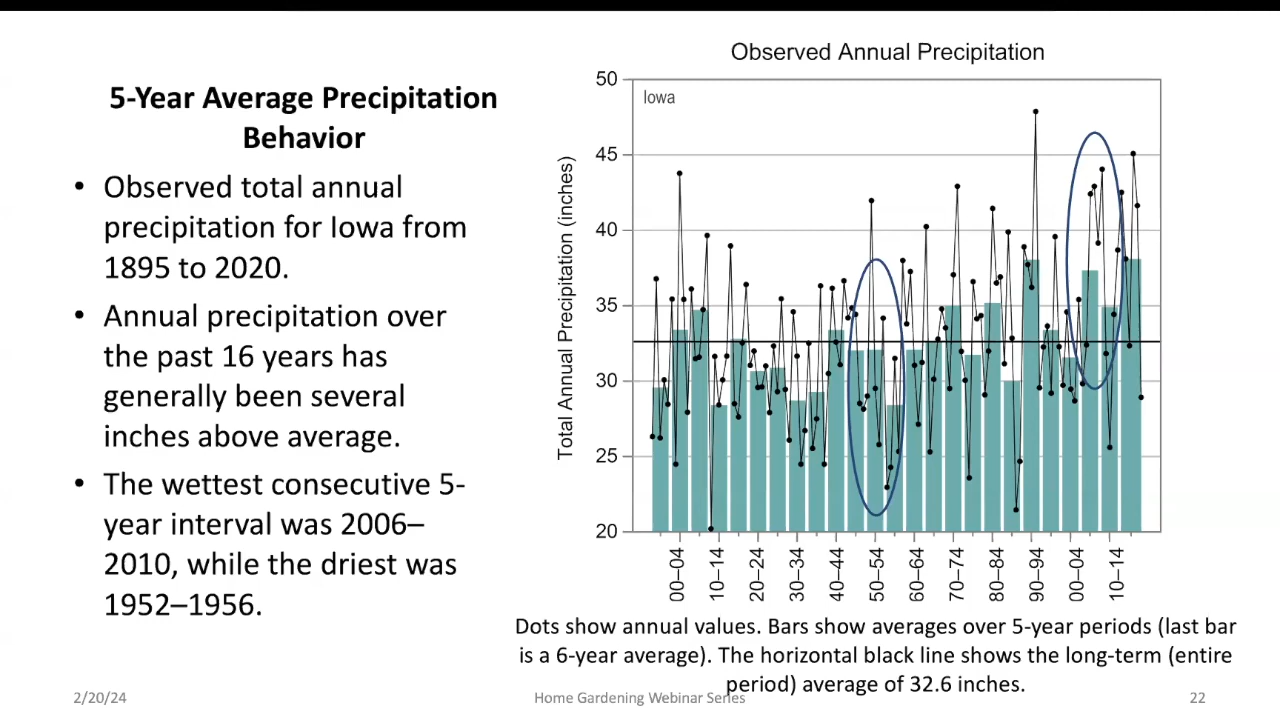 5-Year Average Precipitation
Behavior
• Observed total annual
precipitation for Iowa from
1895 to 2020.
• Annual precipitation over
the past 16 years has
generally been several
inches above average.
• The wettest consecutive 5-
year interval was 2006–
2010, while the driest was
1952–1956.
Observed Annual Precipitation
Iowa
Total Annual Precipitation (inches)
50
45
40
35
30
25
20
00–04
10–14
20–24
30–34
40–44
50–54
60–64
70–74
80–84
90–94
00–04
10–14
Dots show annual values. Bars show averages over 5-year periods (last bar
is a 6-year average). The horizontal black line shows the long-term (entire
period) average of 32.6 inches.
2/20/24
Home Gardening Webinar Series
22